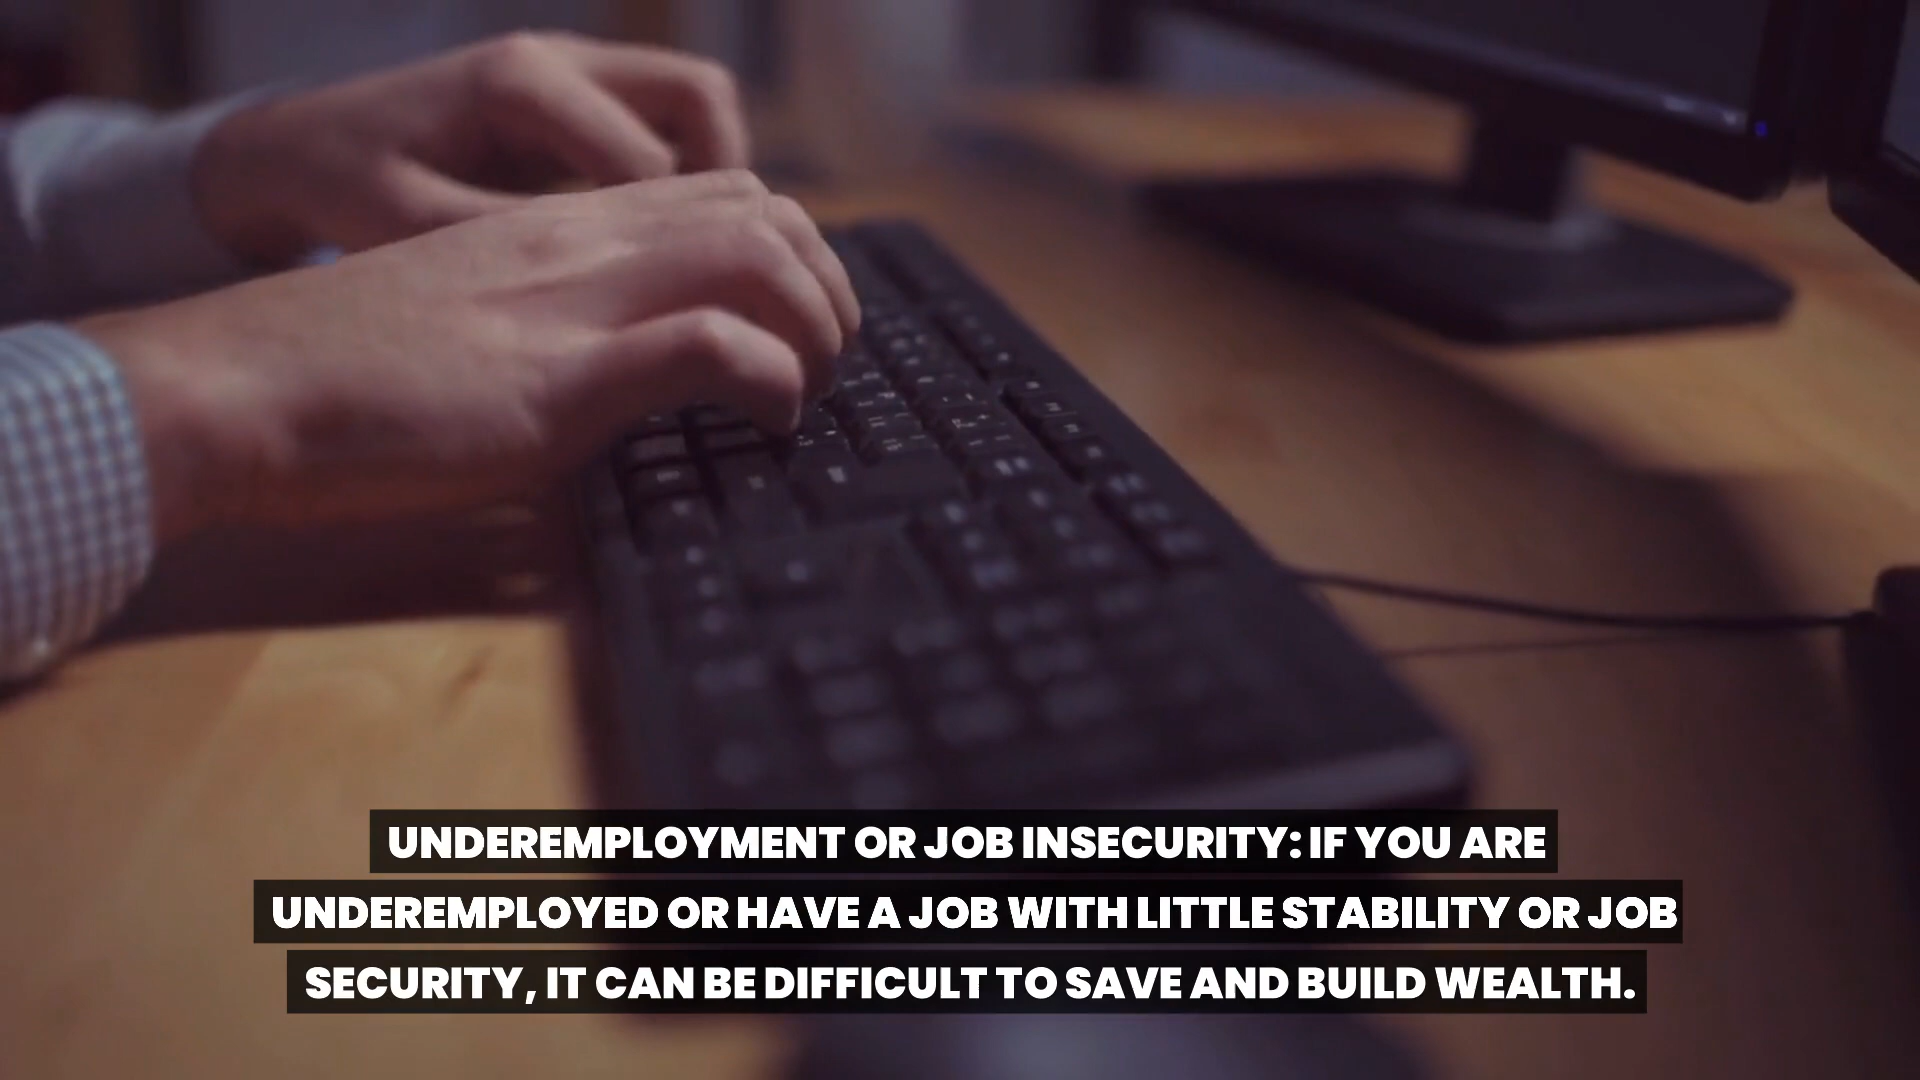 UNDEREMPLOYMENT OR JOB INSECURITY: IF YOU ARE
UNDEREMPLOYED OR HAVE A JOB WITH LITTLE STABILITY OR JOB
SECURITY, IT CAN BE DIFFICULT TO SAVE AND BUILD WEALTH.